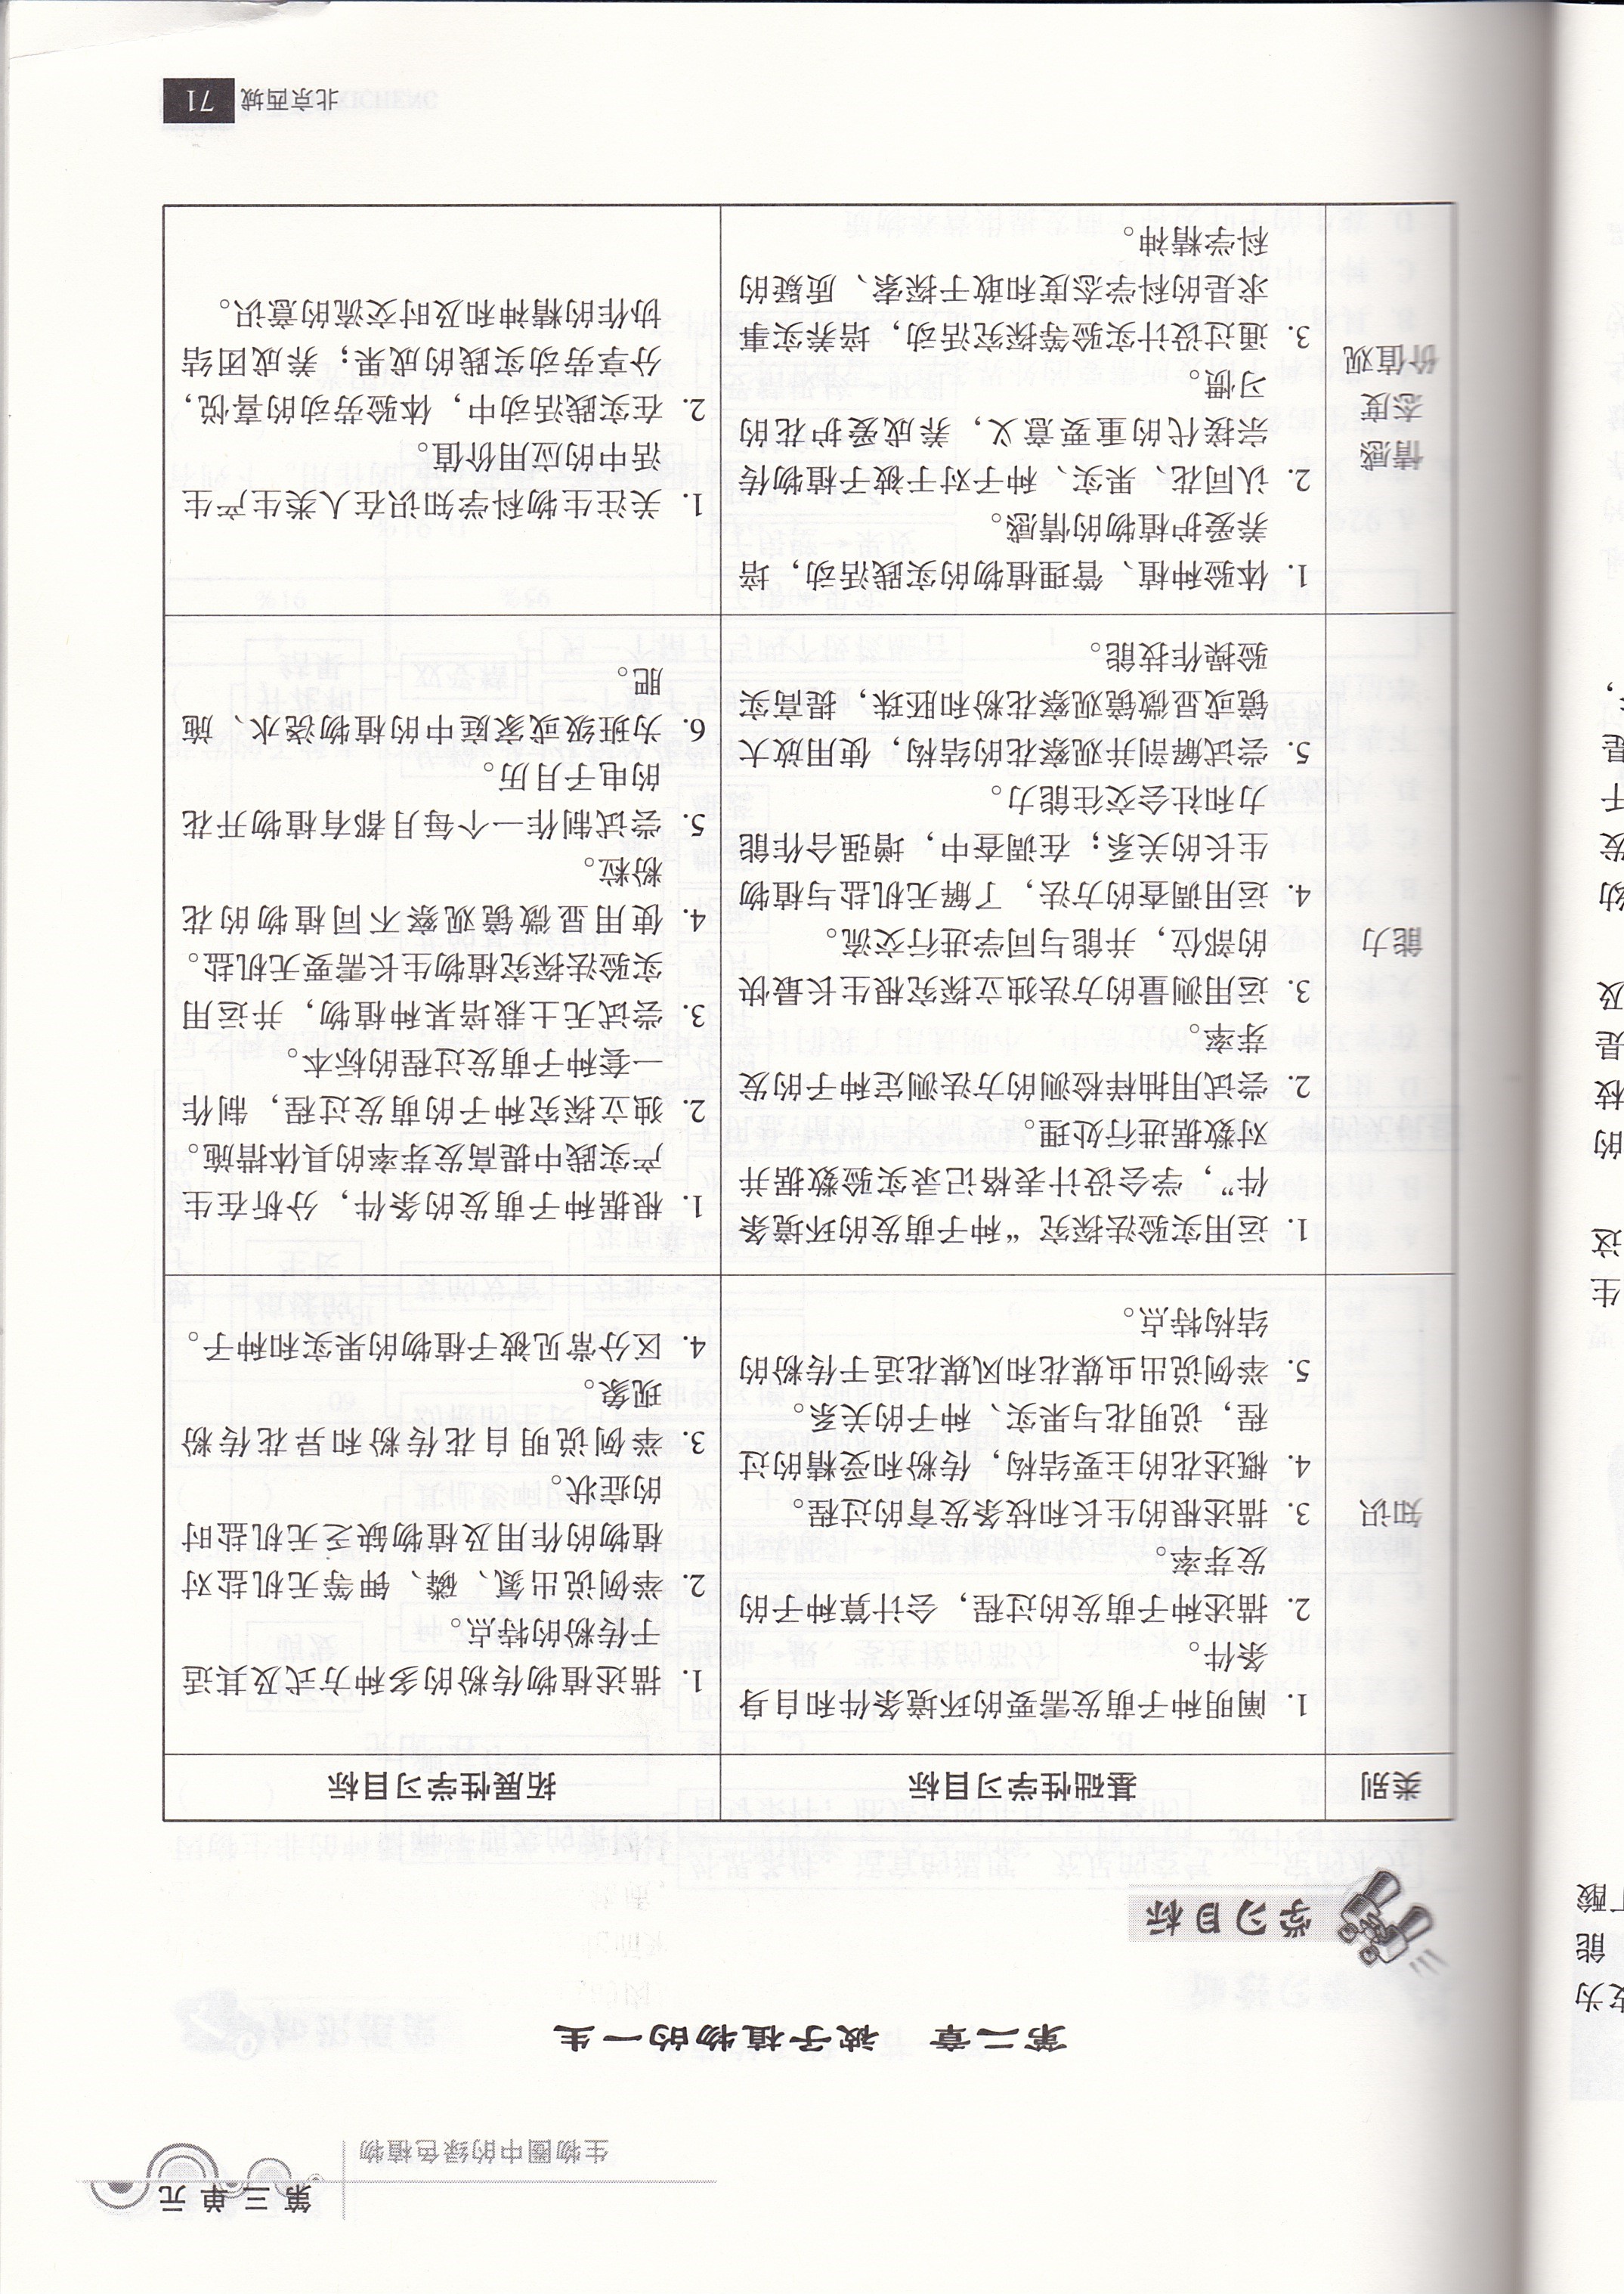 第三单元
生物圈中的绿色植物
第二章 被子植物的一生
学习目标
类别 基础性学习目标 拓展性学习目标
知识
1. 阐明种子萌发需要的环境条件和自身
条件。
2. 描述种子萌发的过程，会计算种子的
发芽率。
3. 描述根的生长和枝条发育的过程。
4. 概述花的主要结构，传粉和受精的过
程，说明花与果实、种子的关系。
5. 举例说出虫媒花和风媒花适于传粉的
结构特点。
1. 描述植物传粉的多种方式及其适
于传粉的特点。
2. 举例说出氮、磷、钾等无机盐对
植物的作用及植物缺乏无机盐时
的症状。
3. 举例说明自花传粉和异花传粉
现象。
4. 区分常见被子植物的果实和种子。
能力
1. 运用实验法探究“种子萌发的环境条
件”，学会设计表格记录实验数据并
对数据进行处理。
2. 尝试用抽样检测的方法测定种子的发
芽率。
3. 运用测量的方法独立探究根生长最快
的部位，并能与同学进行交流。
4. 运用调查的方法，了解无机盐与植物
生长的关系；在调查中，增强合作能
力和社会交往能力。
5. 尝试解剖并观察花的结构，使用放大
镜或显微镜观察花粉和胚珠，提高实
验操作技能。
1. 根据种子萌发的条件，分析在生
产实践中提高发芽率的具体措施。
2. 独立探究种子的萌发过程，制作
一套种子萌发过程的标本。
3. 尝试无土栽培某种植物，并运用
实验法探究植物生长需要无机盐。
4. 使用显微镜观察不同植物的花
粉粒。
5. 尝试制作一个每月都有植物开花
的电子月历。
6. 为班级或家庭中的植物浇水、施
肥。
情感
态度
价值观
1. 体验种植、管理植物的实践活动，培
养爱护植物的情感。
2. 认同花、果实、种子对于被子植物传
宗接代的重要意义，养成爱护花的
习惯。
3. 通过设计实验等探究活动，培养实事
求是的科学态度和敢于探索、质疑的
科学精神。
1. 关注生物科学知识在人类生产生
活中的应用价值。
2. 在实践活动中，体验劳动的喜悦，
分享劳动实践的成果；养成团结
协作的精神和及时交流的意识。
北京西城 71